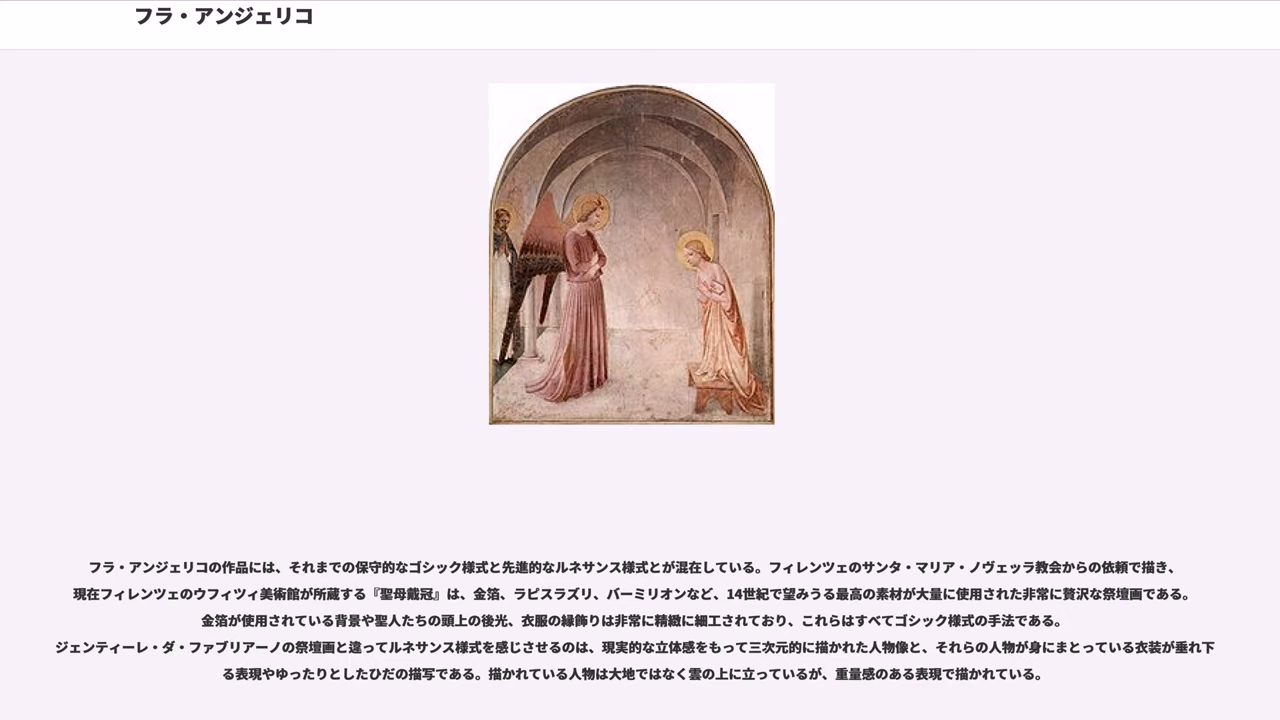 フラ・アンジェリコ
フラ・アンジェリコの作品には、それまでの保守的なゴシック様式と先進的なルネサンス様式とが混在している。フィレンツェのサンタ・マリア・ノヴェッラ教会からの依頼で描き、
現在フィレンツェのウフィツィ美術館が所蔵する『聖母戴冠』は、金箔、ラピスラズリ、バーミリオンなど、14世紀で望みうる最高の素材が大量に使用された非常に贅沢な祭壇画である。
金箔が使用されている背景や聖人たちの頭上の後光、衣服の縁飾りは非常に精緻に細工されており、これらはすべてゴシック様式の手法である。
ジェンティーレ・ダ・ファブリアーノの祭壇画と違ってルネサンス様式を感じさせるのは、現実的な立体感をもって三次元的に描かれた人物像と、それらの人物が身にまとっている衣装が垂れ下
る表現やゆったりとしたひだの描写である。描かれている人物は大地ではなく雲の上に立っているが、重量感のある表現で描かれている。